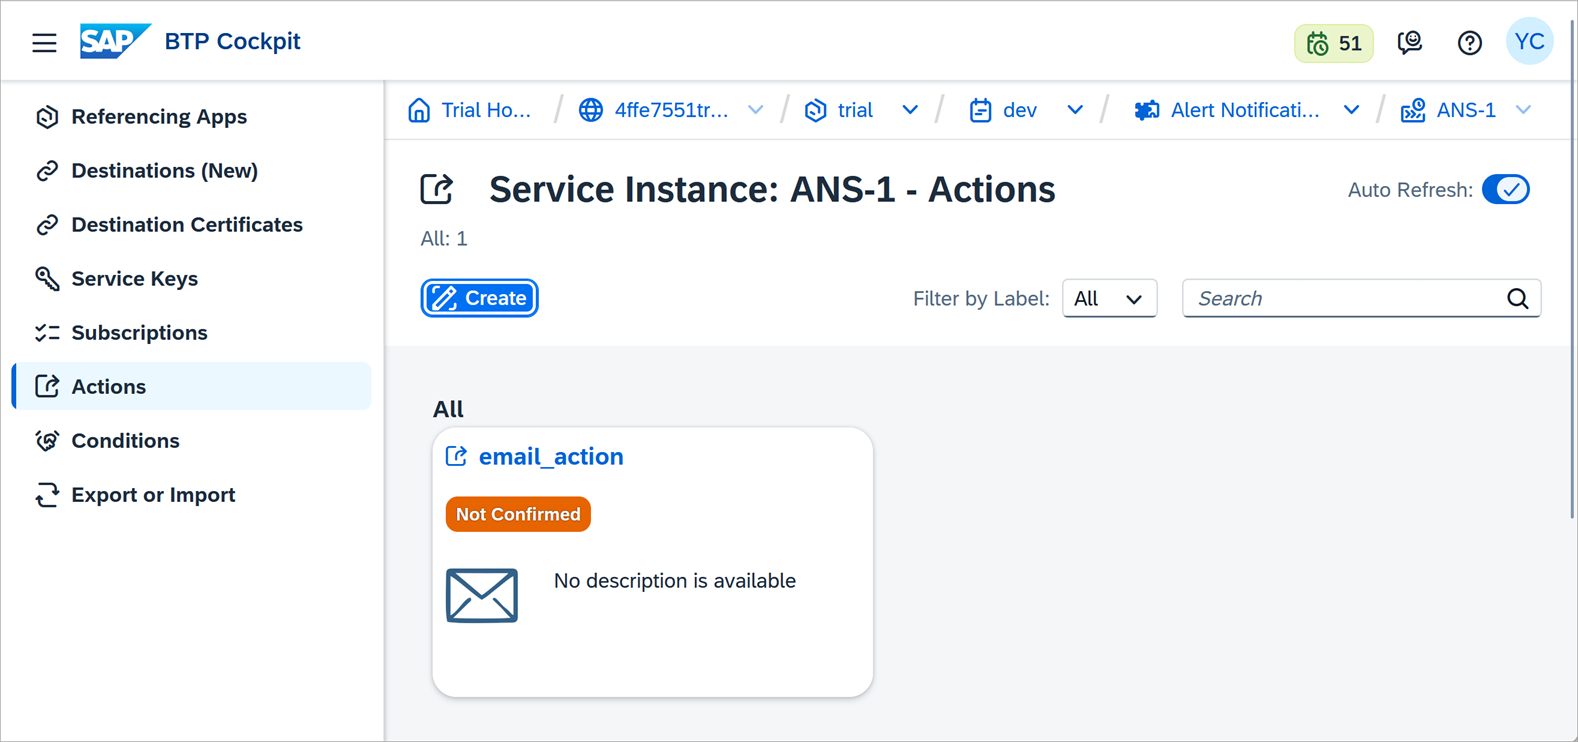 SAP BTP Cockpit
51
YC
Referencing Apps
Destinations (New)
Destination Certificates
Service Keys
Subscriptions
Actions
Conditions
Export or Import
Trial Ho... / 4ffe7551tr... / trial / dev / Alert Notificati... / ANS-1
Service Instance: ANS-1 - Actions
Auto Refresh:
All: 1
Create
Filter by Label: All
Search
All
email_action
Not Confirmed
No description is available